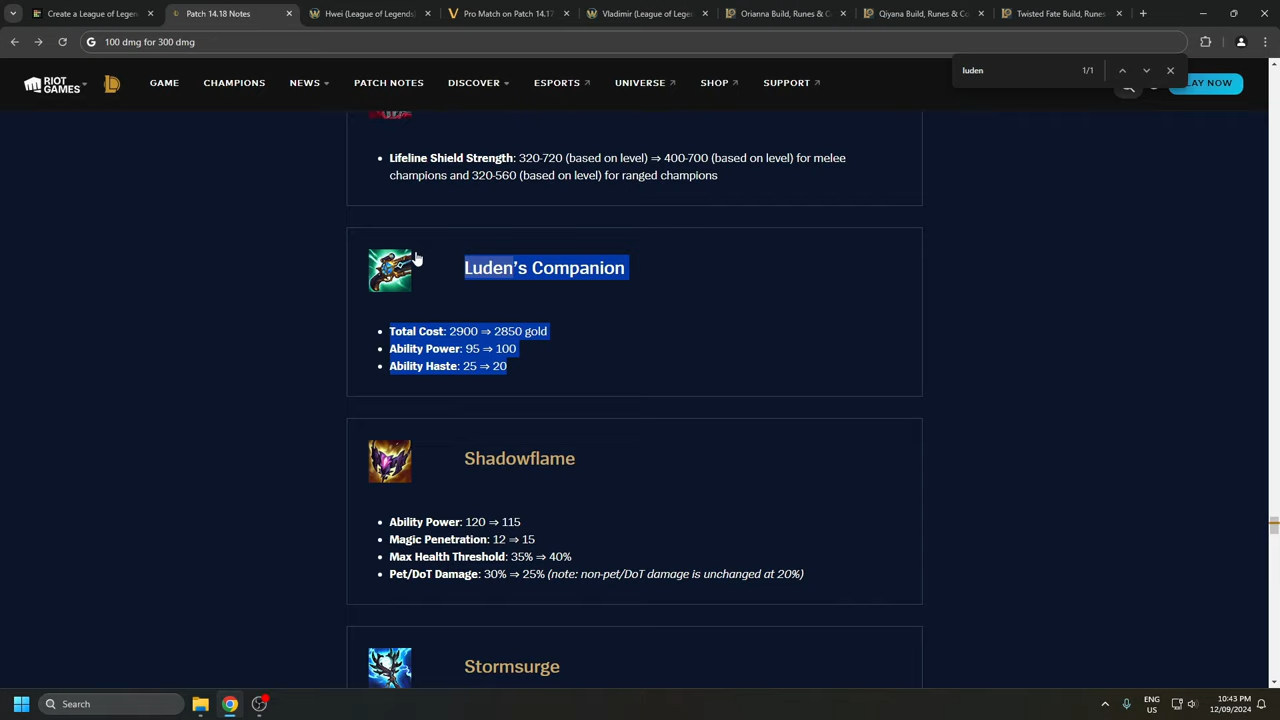 Create a League of Legends
Patch 14.18 Notes
Hwei (League of Legends)
Pro Match on Patch 14.17
Vladimir (League of Legen
Orianna Build, Runes & C
Qiyana Build, Runes & Co
Twisted Fate Build, Runes
100 dmg for 300 dmg
luden
1/1
RIOT GAMES
GAME
CHAMPIONS
NEWS
PATCH NOTES
DISCOVER
ESPORTS
UNIVERSE
SHOP
SUPPORT
LAY NOW
Lifeline Shield Strength: 320-720 (based on level) ⇒ 400-700 (based on level) for melee
champions and 320-560 (based on level) for ranged champions
Luden’s Companion
Total Cost: 2900 ⇒ 2850 gold
Ability Power: 95 ⇒ 100
Ability Haste: 25 ⇒ 20
Shadowflame
Ability Power: 120 ⇒ 115
Magic Penetration: 12 ⇒ 15
Max Health Threshold: 35% ⇒ 40%
Pet/DoT Damage: 30% ⇒ 25% (note: non-pet/DoT damage is unchanged at 20%)
Stormsurge
Search
ENG
US
10:43 PM
12/09/2024